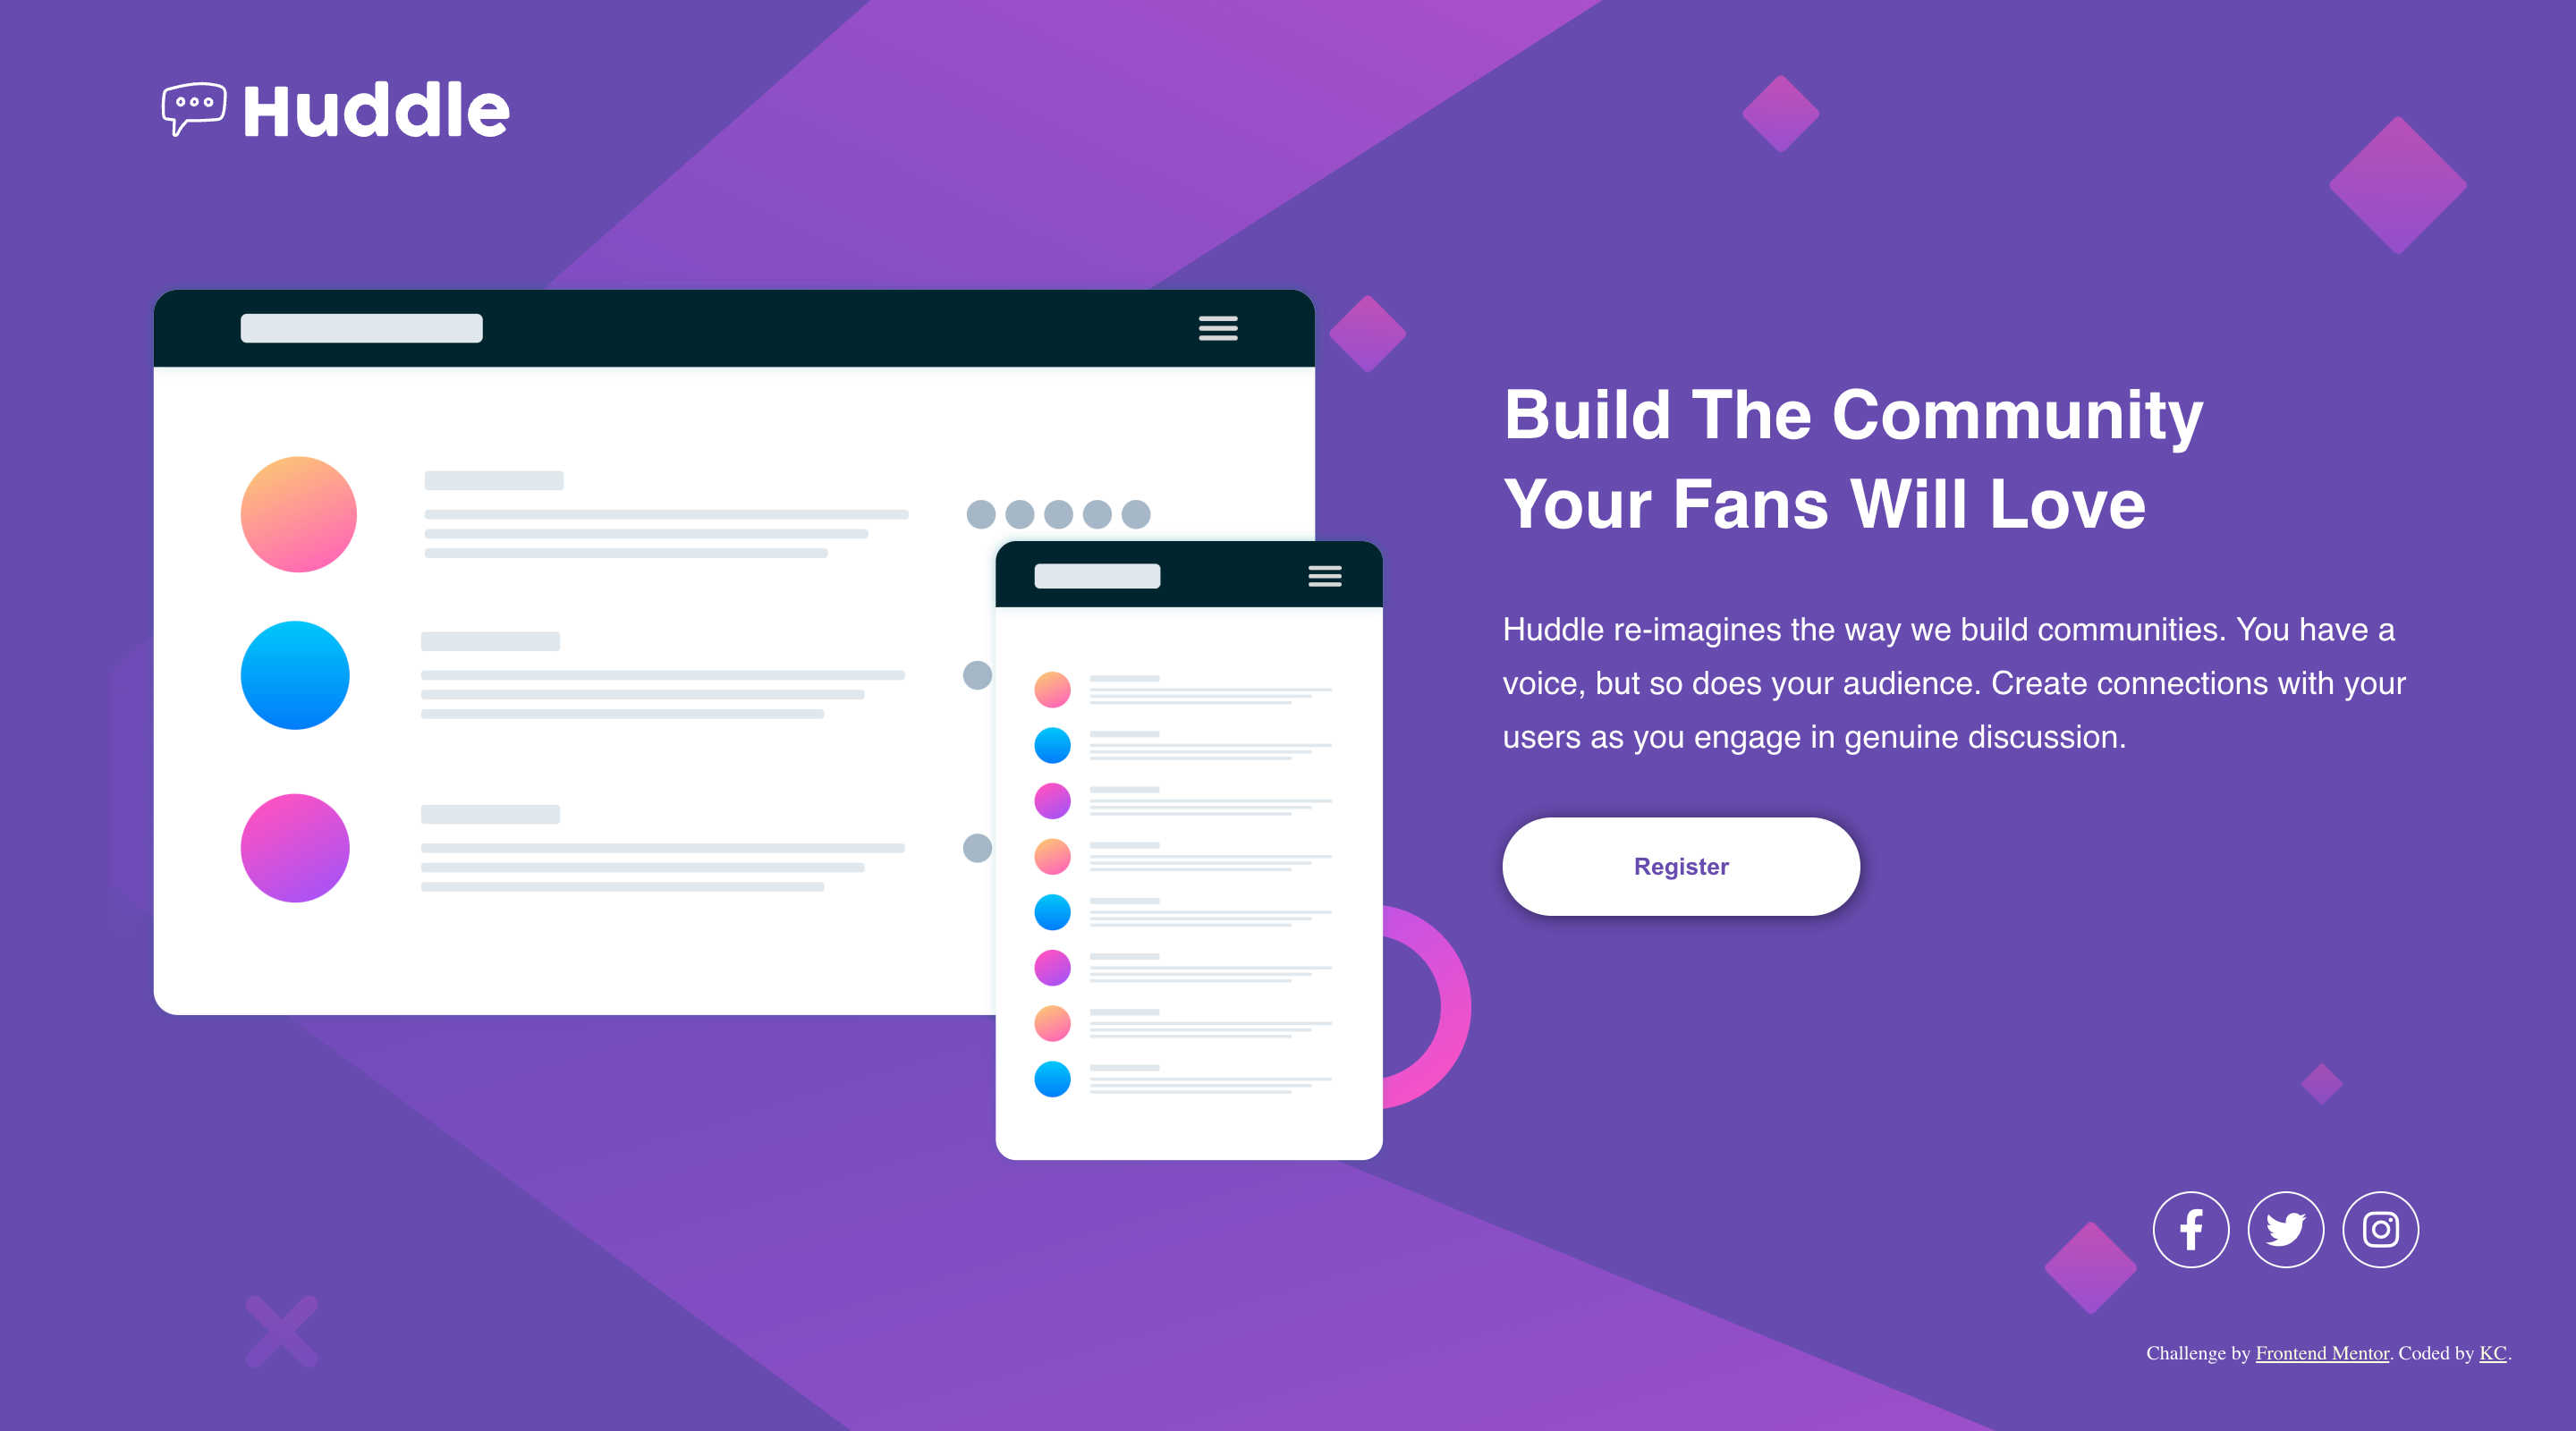 Huddle
Build The Community
Your Fans Will Love
Huddle re-imagines the way we build communities. You have a
voice, but so does your audience. Create connections with your
users as you engage in genuine discussion.
Register
Challenge by Frontend Mentor. Coded by KC.